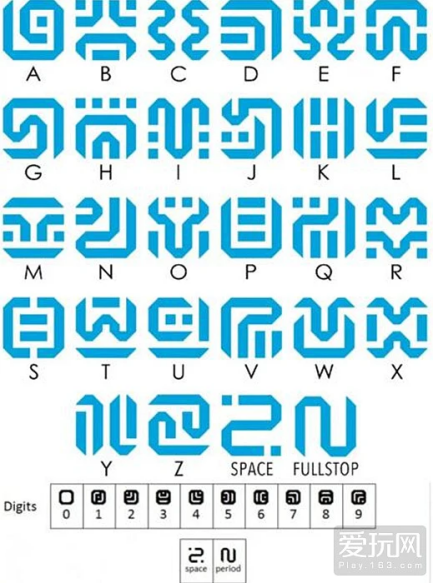 A B C D E F
G H I J K L
M N O P Q R
S T U V W X
Y Z SPACE FULLSTOP
Digits 0 1 2 3 4 5 6 7 8 9
space period
爱玩网
Play.163.com